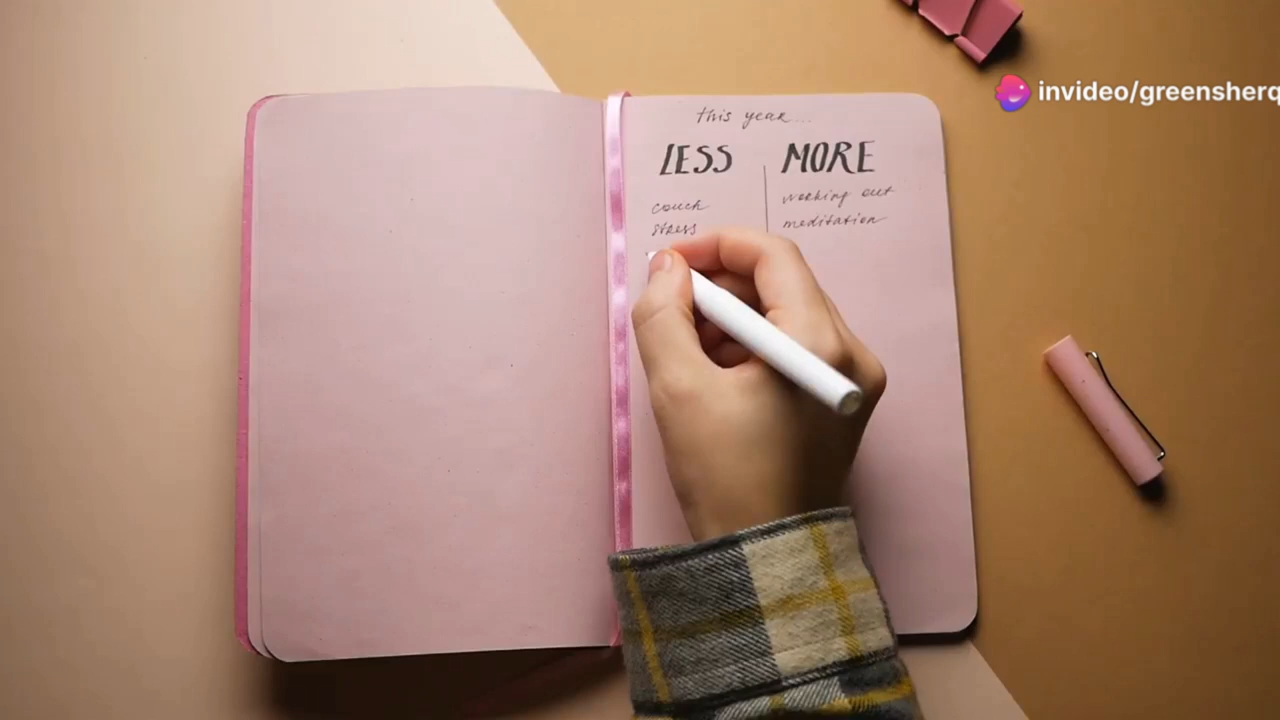 invideo/greensherq
this year...
LESS MORE
couch working out
stress meditation